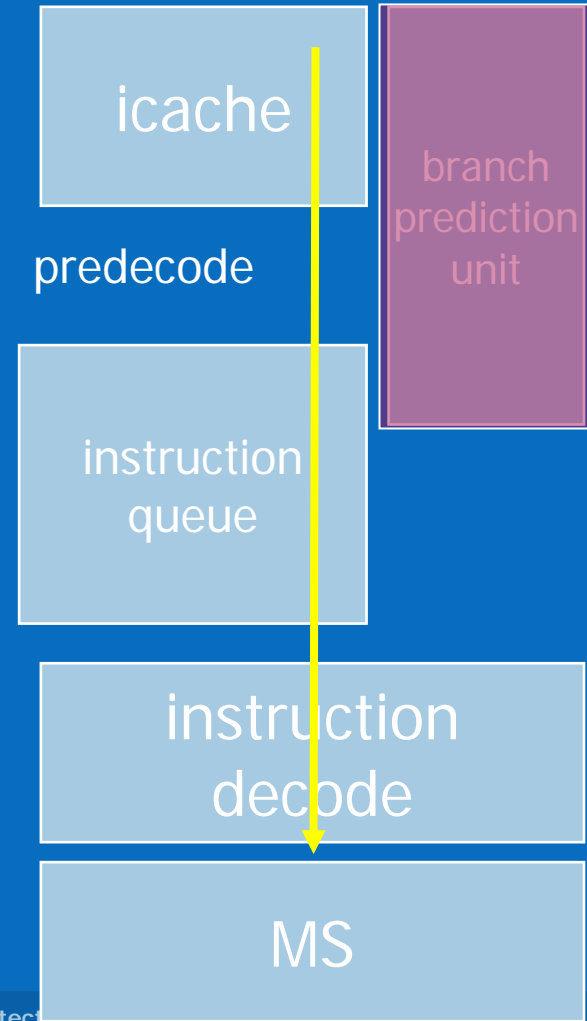 icache
branch
prediction
unit
predecode
instruction
queue
instruction
decode
MS